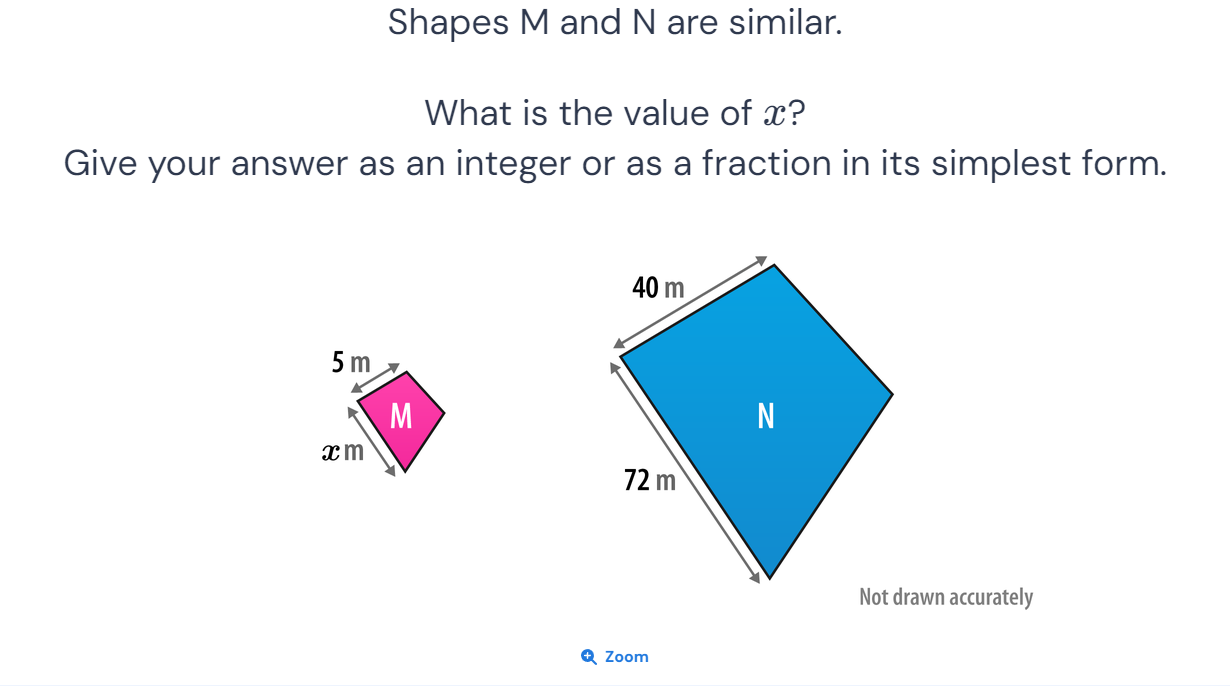 Shapes M and N are similar.
What is the value of x?
Give your answer as an integer or as a fraction in its simplest form.
40 m
5 m
M
N
x m
72 m
Not drawn accurately
Zoom